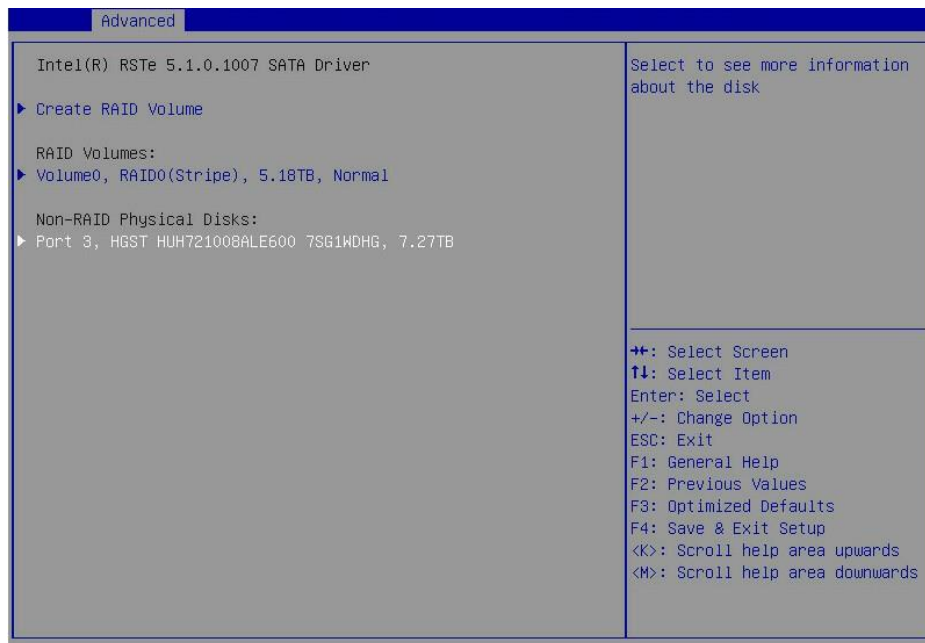 Advanced
Intel(R) RSTe 5.1.0.1007 SATA Driver
Create RAID Volume
RAID Volumes:
Volume0, RAID0(Stripe), 5.18TB, Normal
Non-RAID Physical Disks:
Port 3, HGST HUH721008ALE600 7SG1WDHG, 7.27TB
Select to see more information
about the disk
→←: Select Screen
↑↓: Select Item
Enter: Select
+/-: Change Option
ESC: Exit
F1: General Help
F2: Previous Values
F3: Optimized Defaults
F4: Save & Exit Setup
<K>: Scroll help area upwards
<M>: Scroll help area downwards